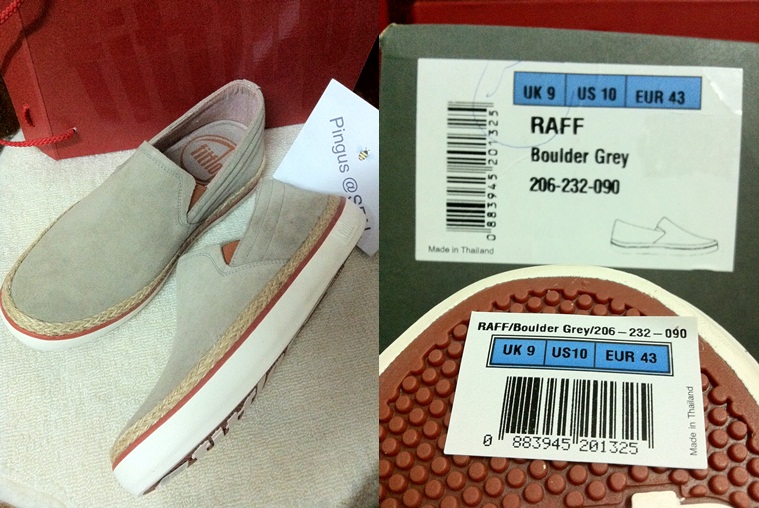 fitflo
Pingus @
UK 9 US 10 EUR 43
RAFF
Boulder Grey
206-232-090
0 883945 201325
Made in Thailand
RAFF/Boulder Grey/206-232-090
UK 9 US10 EUR 43
0 883945 201325
Made in Thailand